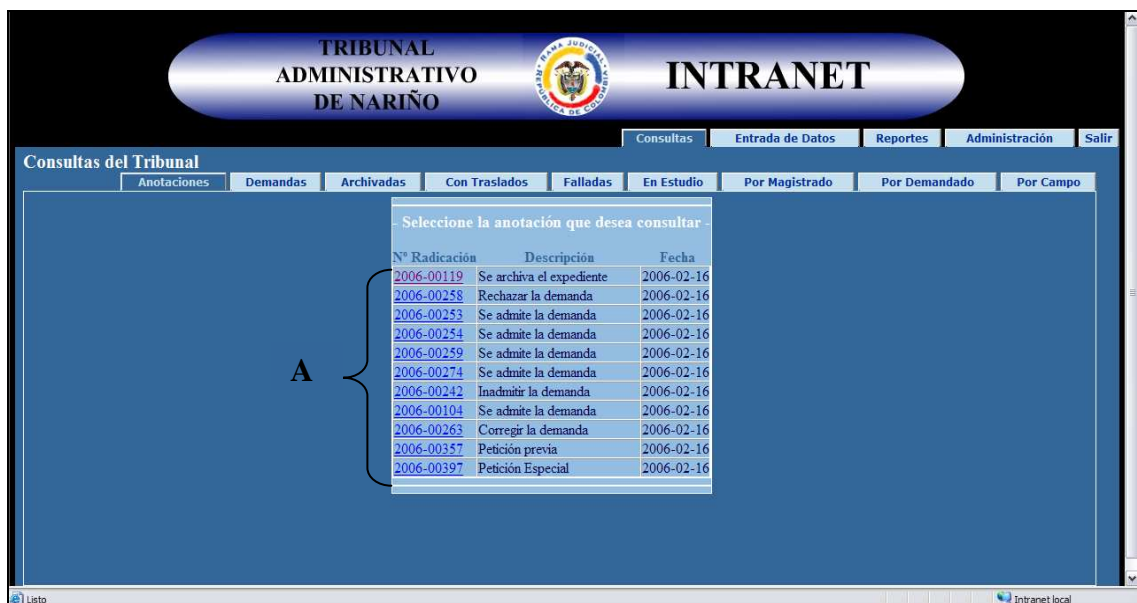 TRIBUNAL
ADMINISTRATIVO
DE NARIÑO
RAMA JUDICIAL
REPÚBLICA DE COLOMBIA
INTRANET
Consultas Entrada de Datos Reportes Administración Salir
Consultas del Tribunal
Anotaciones Demandas Archivadas Con Traslados Falladas En Estudio Por Magistrado Por Demandado Por Campo
- Seleccione la anotación que desea consultar -
Nº Radicación Descripción Fecha
2006-00119 Se archiva el expediente 2006-02-16
2006-00258 Rechazar la demanda 2006-02-16
2006-00253 Se admite la demanda 2006-02-16
2006-00254 Se admite la demanda 2006-02-16
2006-00259 Se admite la demanda 2006-02-16
A
2006-00274 Se admite la demanda 2006-02-16
2006-00242 Inadmitir la demanda 2006-02-16
2006-00104 Se admite la demanda 2006-02-16
2006-00263 Corregir la demanda 2006-02-16
2006-00357 Petición previa 2006-02-16
2006-00397 Petición Especial 2006-02-16
Listo Intranet local